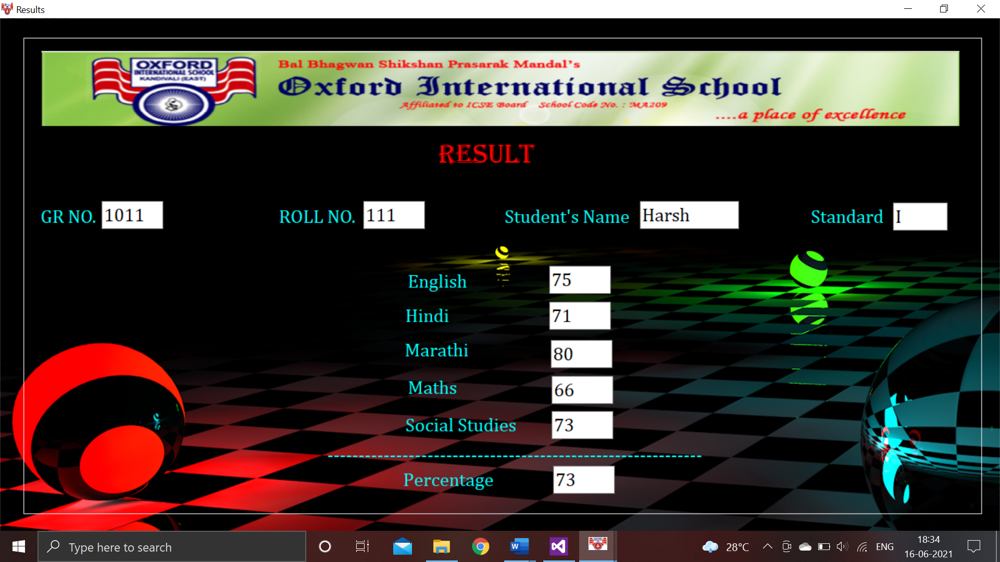 Results
OXFORD
INTERNATIONAL SCHOOL
KANDIVALI (EAST)
Bal Bhagwan Shikshan Prasarak Mandal's
Oxford International School
Affiliated to ICSE Board School Code No. : MA209
....a place of excellence
RESULT
GR NO. 1011 ROLL NO. 111 Student's Name Harsh Standard I
English 75
Hindi 71
Marathi 80
Maths 66
Social Studies 73
------------------------------------------------------------------------
Percentage 73
Type here to search
28°C
ENG
18:34
16-06-2021